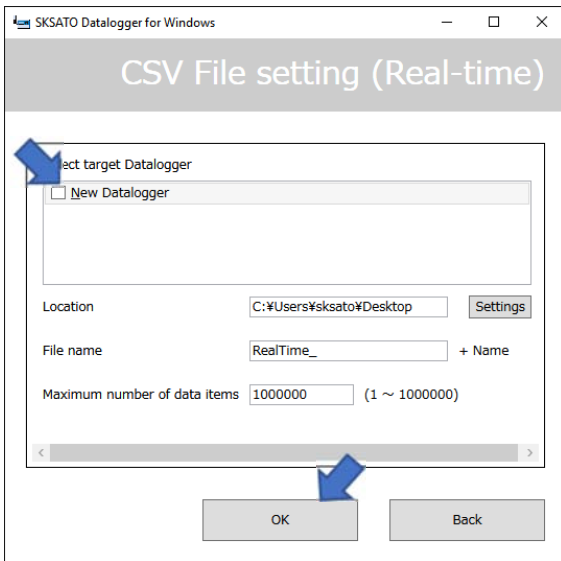 SKSATO Datalogger for Windows
CSV File setting (Real-time)
ect target Datalogger
New Datalogger
Location C:¥Users¥sksato¥Desktop Settings
File name RealTime_ + Name
Maximum number of data items 1000000 (1 ～ 1000000)
OK Back